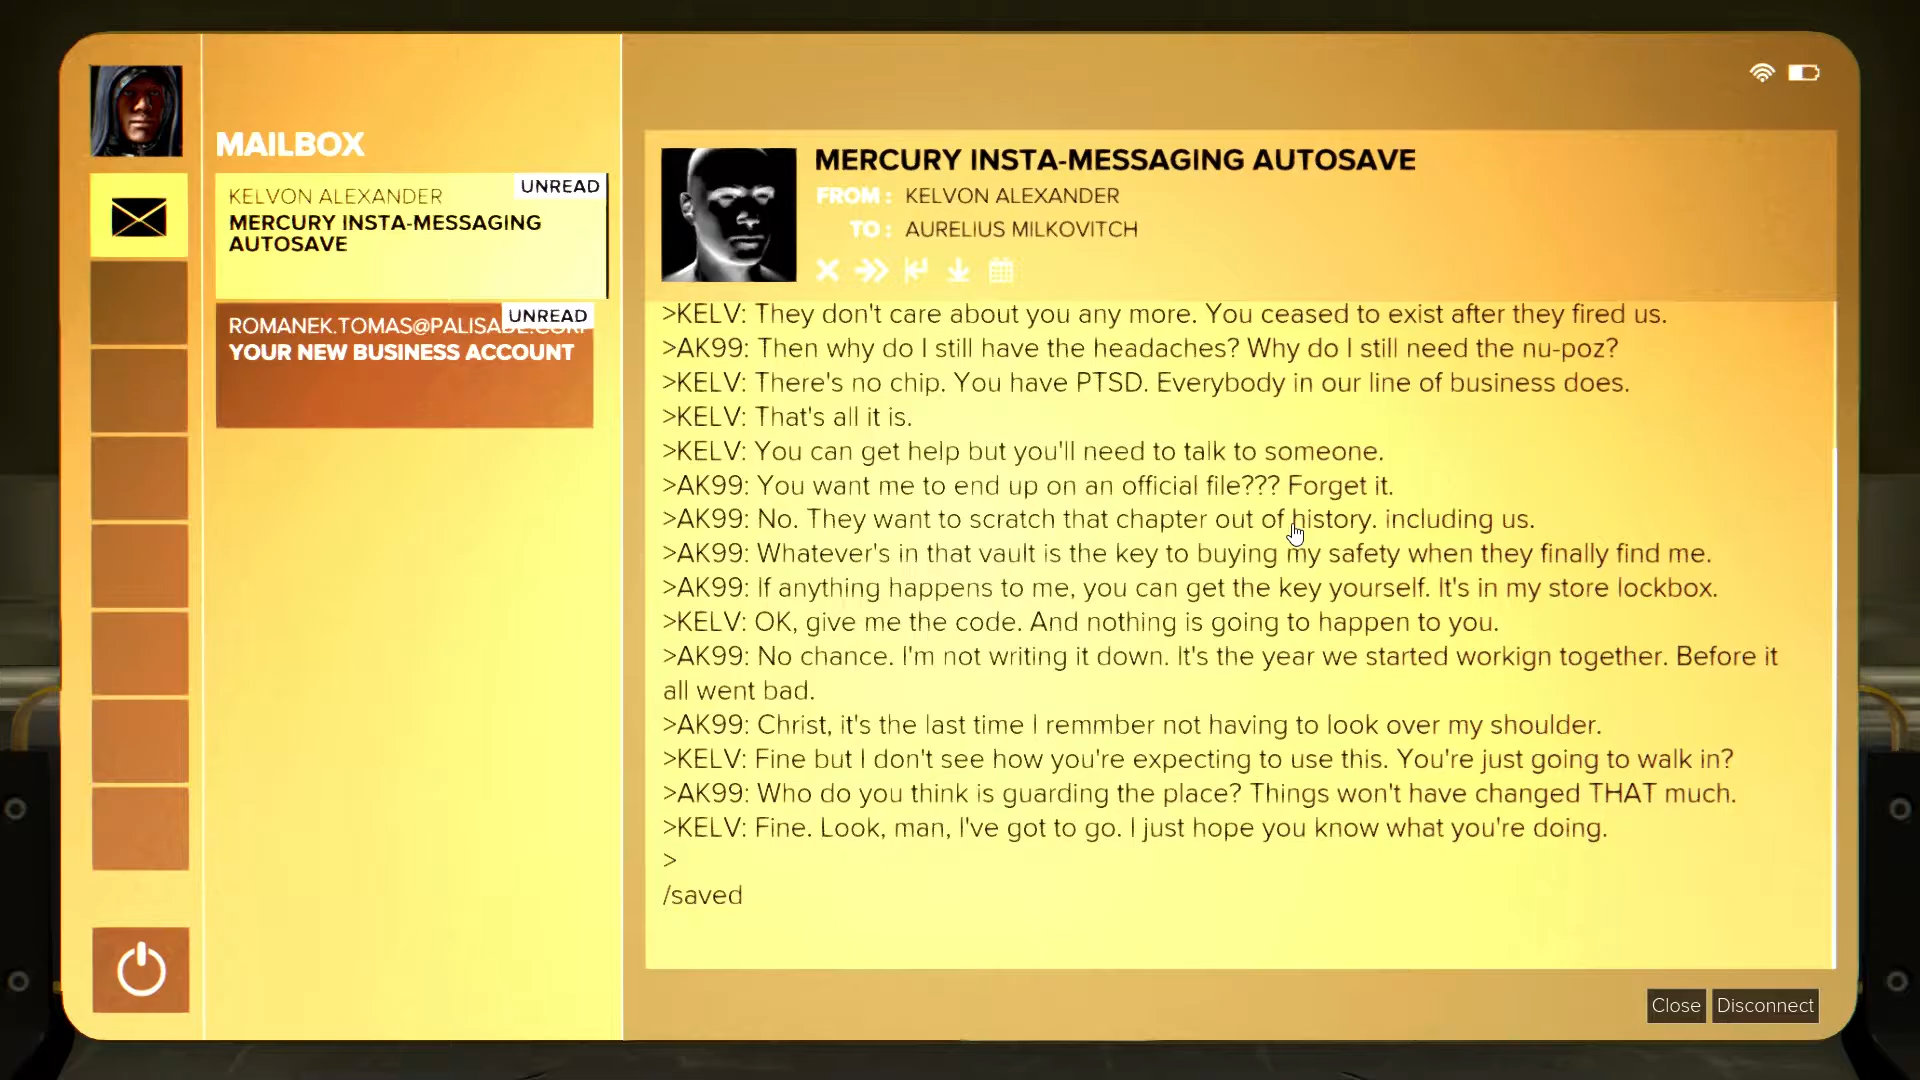 MAILBOX
KELVON ALEXANDER
UNREAD
MERCURY INSTA-MESSAGING
AUTOSAVE
UNREAD
ROMANEK.TOMAS@PALISADE.CORP
YOUR NEW BUSINESS ACCOUNT
MERCURY INSTA-MESSAGING AUTOSAVE
FROM : KELVON ALEXANDER
TO : AURELIUS MILKOVITCH
>KELV: They don't care about you any more. You ceased to exist after they fired us.
>AK99: Then why do I still have the headaches? Why do I still need the nu-poz?
>KELV: There's no chip. You have PTSD. Everybody in our line of business does.
>KELV: That's all it is.
>KELV: You can get help but you'll need to talk to someone.
>AK99: You want me to end up on an official file??? Forget it.
>AK99: No. They want to scratch that chapter out of history. including us.
>AK99: Whatever's in that vault is the key to buying my safety when they finally find me.
>AK99: If anything happens to me, you can get the key yourself. It's in my store lockbox.
>KELV: OK, give me the code. And nothing is going to happen to you.
>AK99: No chance. I'm not writing it down. It's the year we started workign together. Before it
all went bad.
>AK99: Christ, it's the last time I remmber not having to look over my shoulder.
>KELV: Fine but I don't see how you're expecting to use this. You're just going to walk in?
>AK99: Who do you think is guarding the place? Things won't have changed THAT much.
>KELV: Fine. Look, man, I've got to go. I just hope you know what you're doing.
>
/saved
Close Disconnect